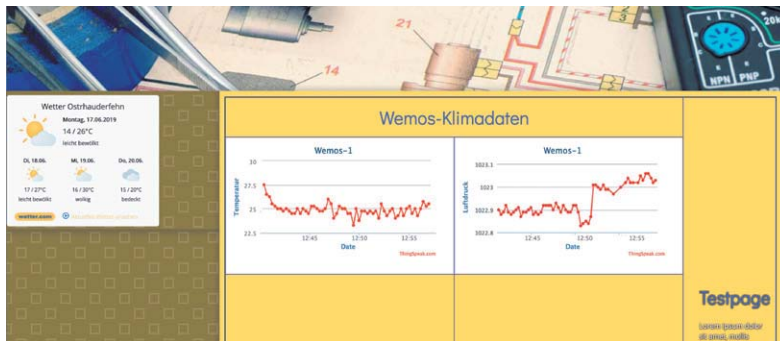 21
14
20k
NPN PNP
Wetter Ostrhauderfehn
Montag, 17.06.2019
14 / 26°C
leicht bewölkt
Di, 18.06.
Mi, 19.06.
Do, 20.06.
17 / 27°C
16 / 30°C
15 / 20°C
leicht bewölkt
wolkig
bedeckt
wetter.com
Wemos-Klimadaten
Wemos-1
Temperatur
30
27.5
25
22.5
12:45
12:50
12:55
Date
ThingSpeak.com
Wemos-1
Luftdruck
1023.1
1023
1022.9
1022.8
12:45
12:50
12:55
Date
ThingSpeak.com
Testpage
Lorem ipsum dolor
sit amet, mollis